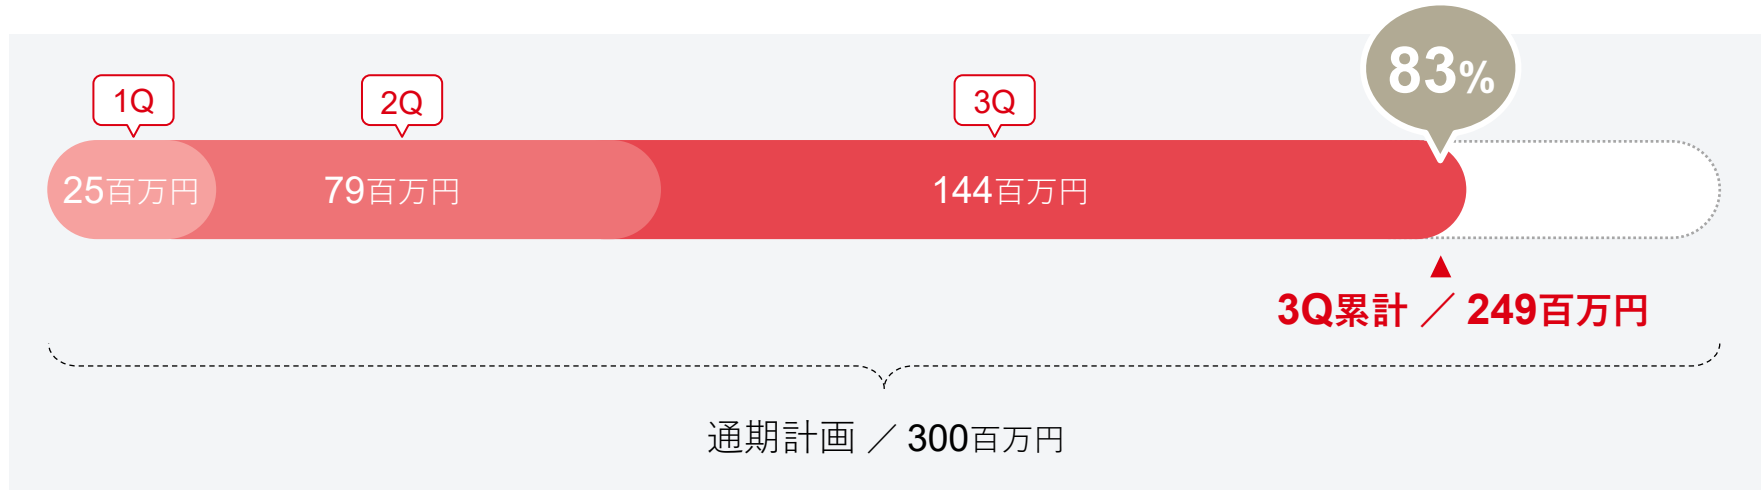 83%
1Q
2Q
3Q
25百万円
79百万円
144百万円
3Q累計 ／ 249百万円
通期計画 ／ 300百万円